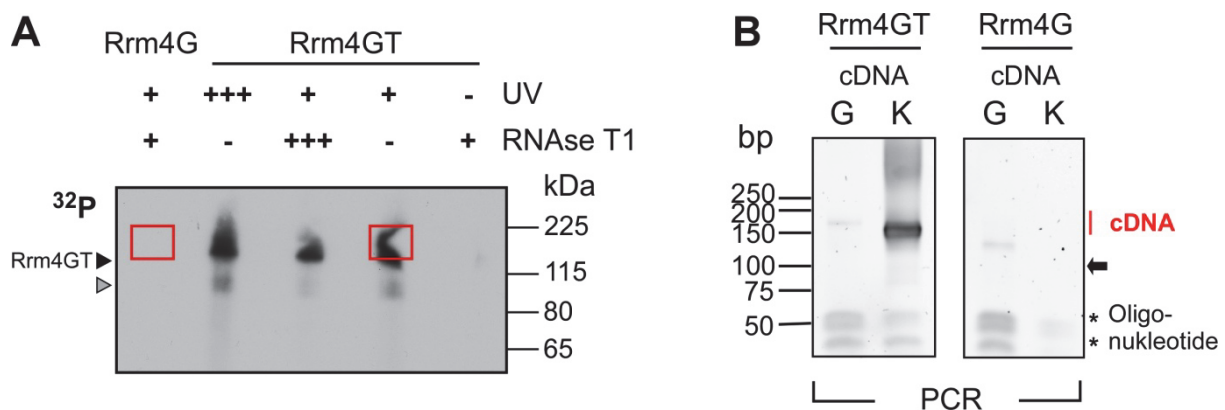 A
Rrm4G Rrm4GT
+ +++ + + - UV
+ - +++ - + RNAse T1
32P
kDa
225
Rrm4GT
115
80
65
B
Rrm4GT Rrm4G
cDNA cDNA
G K G K
bp
250
200
150
100
75
50
cDNA
* Oligo-
* nukleotide
PCR